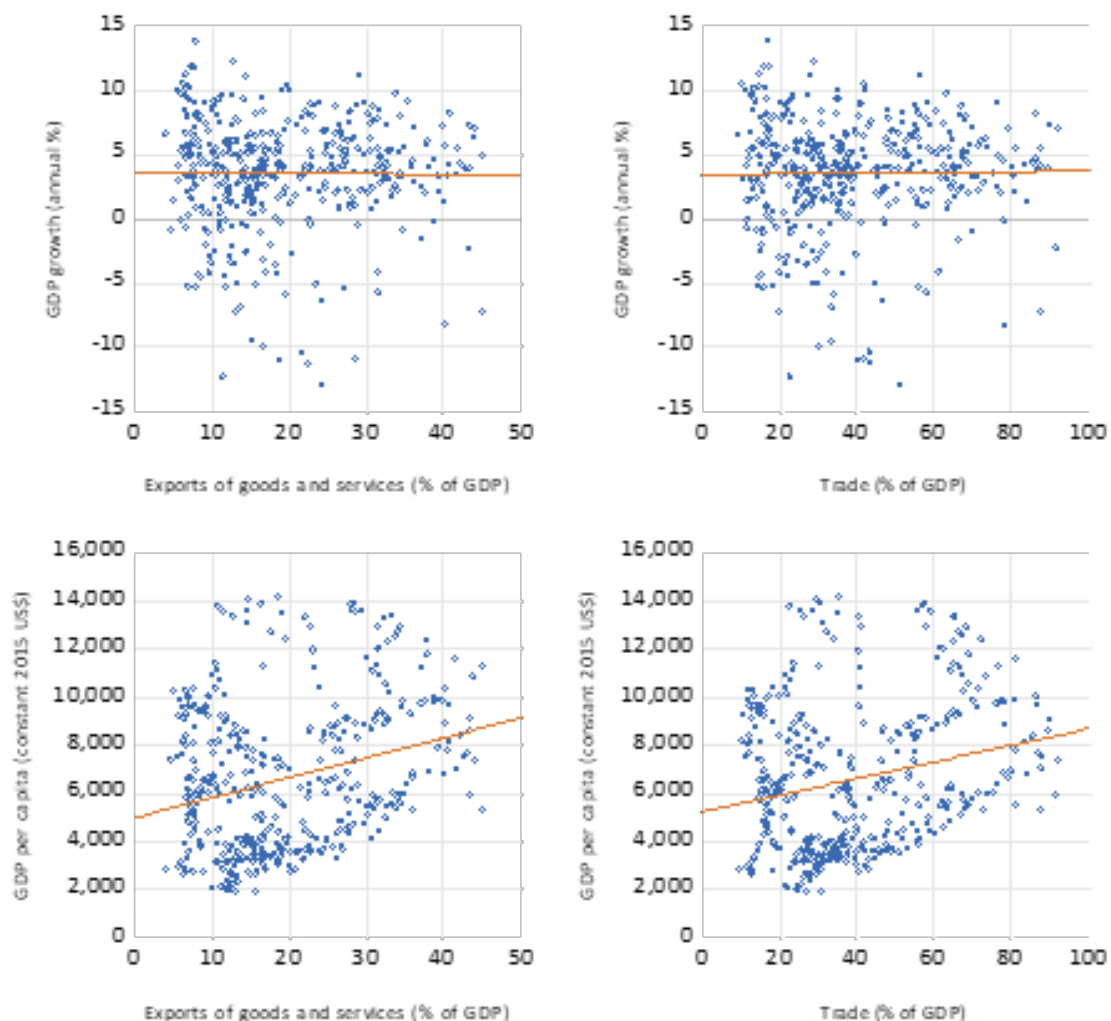 15
10
5
0
-5
-10
-15
GDP growth (annual %)
0 10 20 30 40 50
Exports of goods and services (% of GDP)
15
10
5
0
-5
-10
-15
GDP growth (annual %)
0 20 40 60 80 100
Trade (% of GDP)
16,000
14,000
12,000
10,000
8,000
6,000
4,000
2,000
0
GDP per capita (constant 2015 US$)
0 10 20 30 40 50
Exports of goods and services (% of GDP)
16,000
14,000
12,000
10,000
8,000
6,000
4,000
2,000
0
GDP per capita (constant 2015 US$)
0 20 40 60 80 100
Trade (% of GDP)